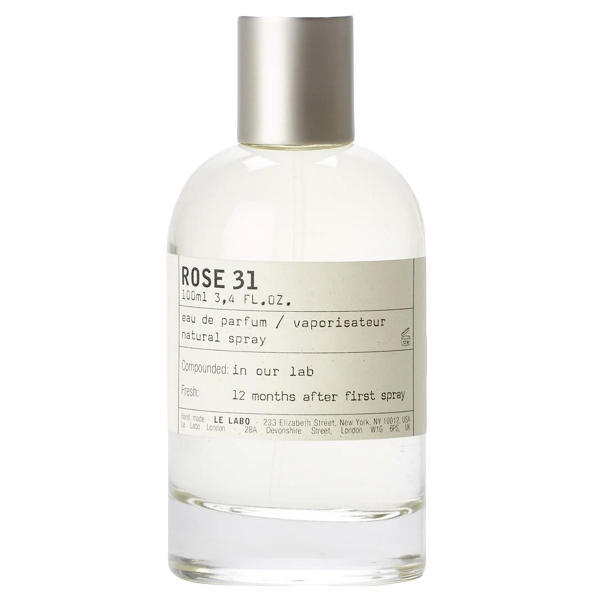 ROSE 31
100ml 3,4 FL.OZ.
eau de parfum / vaporisateur
natural spray
Compounded: in our lab
Fresh: 12 months after first spray
Hand made LE LABO - 233 Elizabeth Street, New York, NY 10012, USA
Le Labo London - 28A Devonshire Street, London W1G 6PS, UK